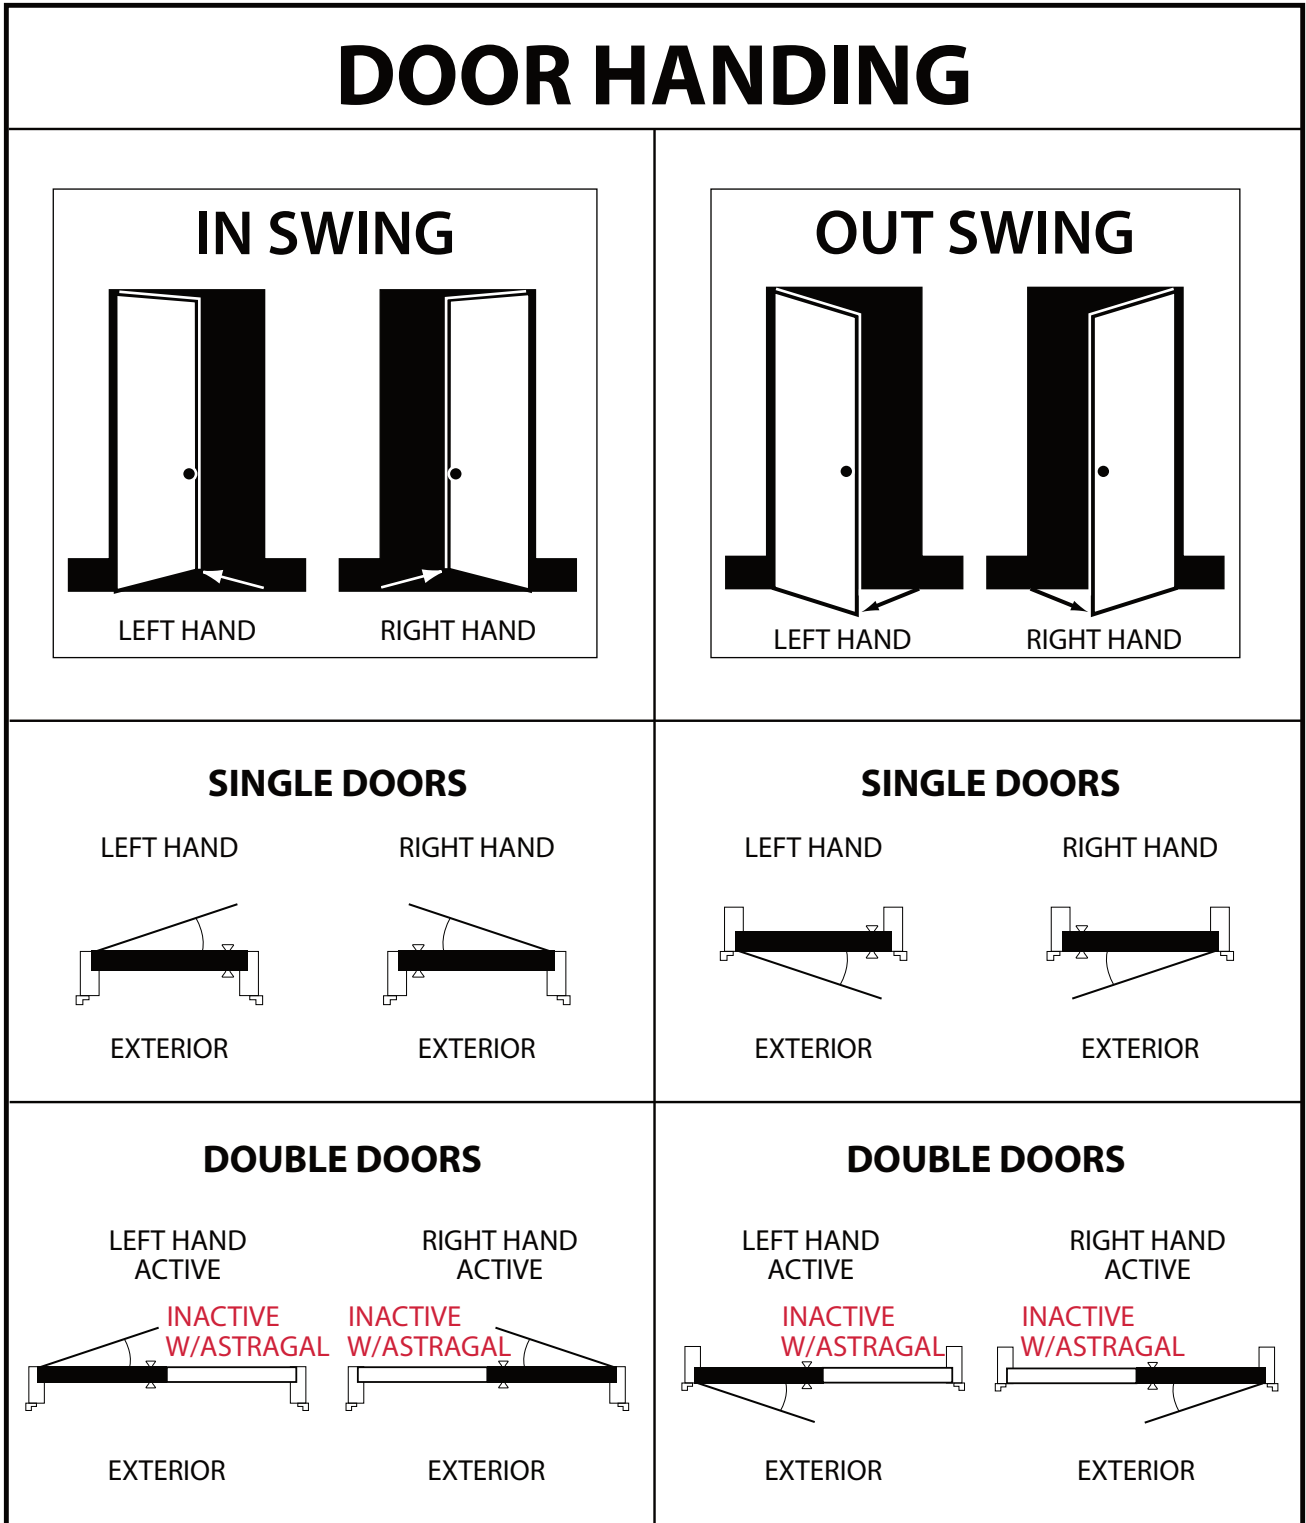 DOOR HANDING
IN SWING
LEFT HAND
RIGHT HAND
OUT SWING
LEFT HAND
RIGHT HAND
SINGLE DOORS
LEFT HAND
RIGHT HAND
EXTERIOR
EXTERIOR
SINGLE DOORS
LEFT HAND
RIGHT HAND
EXTERIOR
EXTERIOR
DOUBLE DOORS
LEFT HAND
ACTIVE
INACTIVE
W/ASTRAGAL
EXTERIOR
RIGHT HAND
ACTIVE
INACTIVE
W/ASTRAGAL
EXTERIOR
DOUBLE DOORS
LEFT HAND
ACTIVE
INACTIVE
W/ASTRAGAL
EXTERIOR
RIGHT HAND
ACTIVE
INACTIVE
W/ASTRAGAL
EXTERIOR